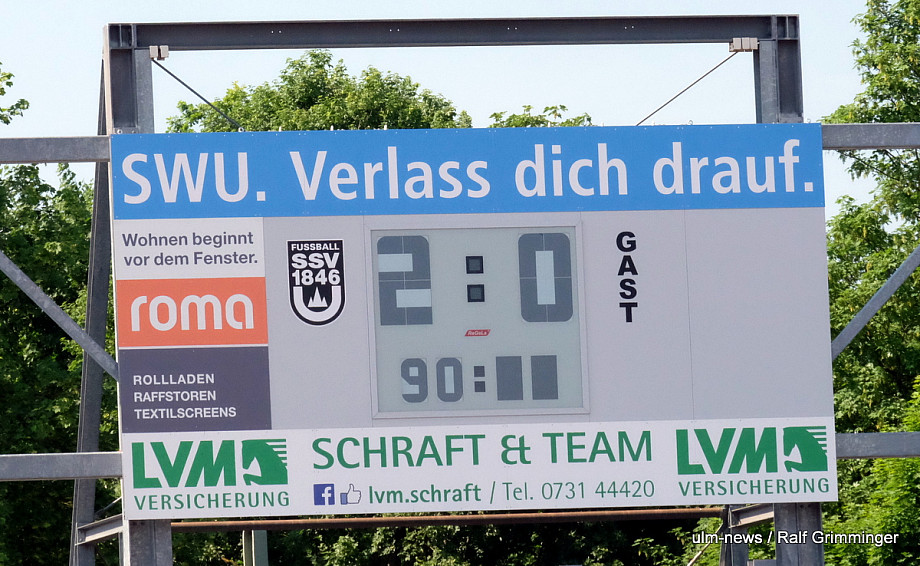 SWU. Verlass dich drauf.
Wohnen beginnt
vor dem Fenster.
roma
ROLLLADEN
RAFFSTOREN
TEXTILSCREENS
FUSSBALL
SSV
1846
U
2:0
90:
GAST
LVM
VERSICHERUNG
SCHRAFT & TEAM
f lvm.schraft / Tel. 0731 44420
LVM
VERSICHERUNG
ulm-news / Ralf Grimminger